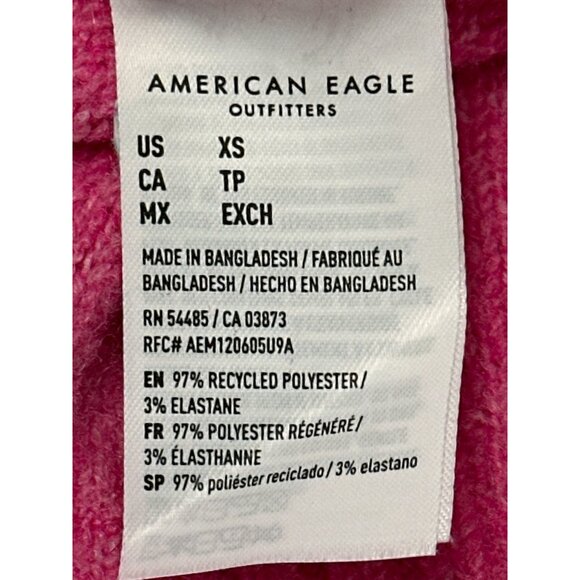 AMERICAN EAGLE
OUTFITTERS
US XS
CA TP
MX EXCH
MADE IN BANGLADESH / FABRIQUÉ AU
BANGLADESH / HECHO EN BANGLADESH
RN 54485 / CA 03873
RFC# AEM120605U9A
EN 97% RECYCLED POLYESTER /
3% ELASTANE
FR 97% POLYESTER RÉGÉNÉRÉ /
3% ÉLASTHANNE
SP 97% poliéster reciclado / 3% elastano